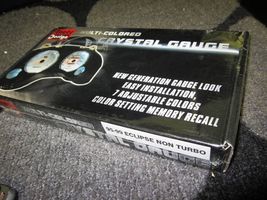 Design
MULTI-COLORED
CRYSTAL GAUGE
NEW GENERATION GAUGE LOOK
EASY INSTALLATION,
7 ADJUSTABLE COLORS
COLOR SETTING MEMORY RECALL
95-99 ECLIPSE NON TURBO